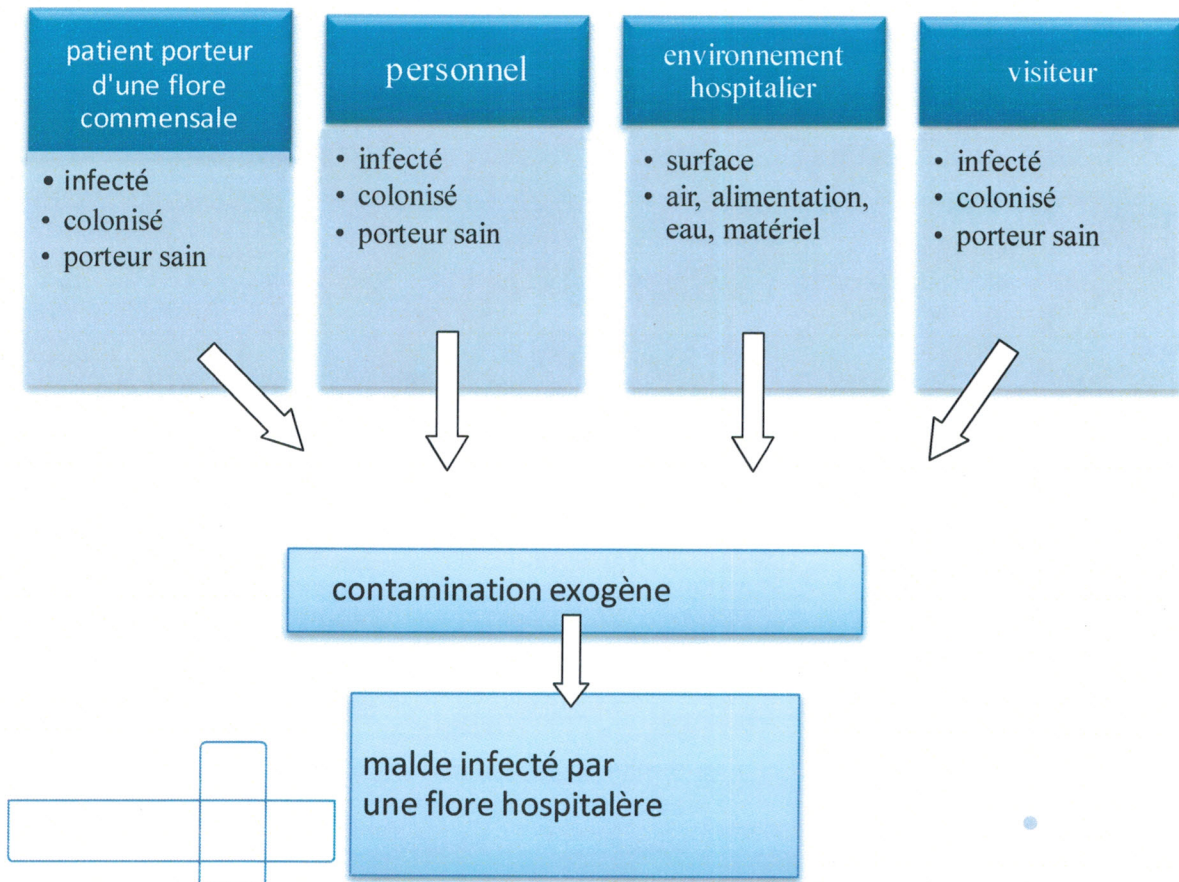 patient porteur
d'une flore
commensale
• infecté
• colonisé
• porteur sain
personnel
• infecté
• colonisé
• porteur sain
environnement
hospitalier
• surface
• air, alimentation,
eau, matériel
visiteur
• infecté
• colonisé
• porteur sain
contamination exogène
malde infecté par
une flore hospitalère